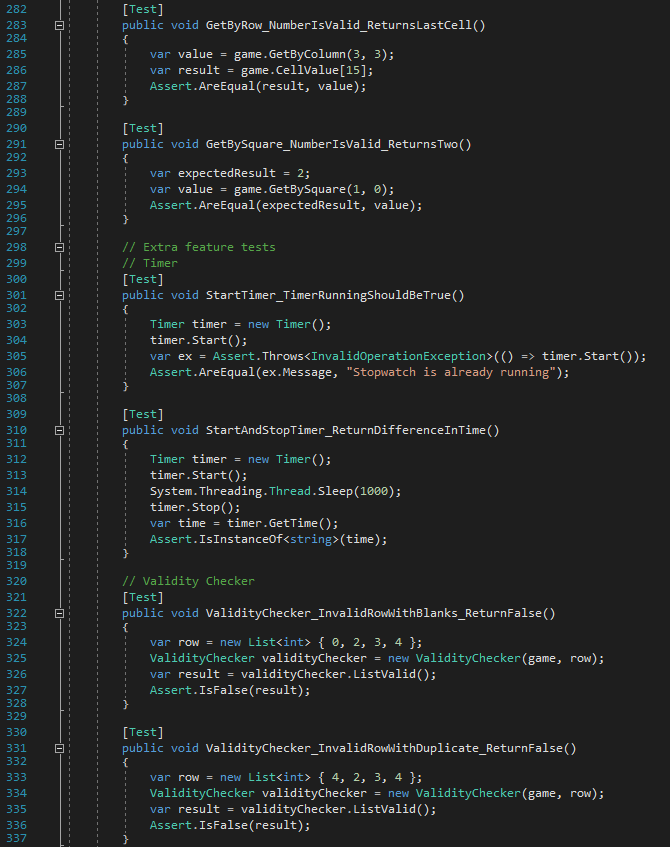 282 [Test]
283 public void GetByRow_NumberIsValid_ReturnsLastCell()
284 {
285 var value = game.GetByColumn(3, 3);
286 var result = game.CellValue[15];
287 Assert.AreEqual(result, value);
288 }
289
290 [Test]
291 public void GetBySquare_NumberIsValid_ReturnsTwo()
292 {
293 var expectedResult = 2;
294 var value = game.GetBySquare(1, 0);
295 Assert.AreEqual(expectedResult, value);
296 }
297
298 // Extra feature tests
299 // Timer
300 [Test]
301 public void StartTimer_TimerRunningShouldBeTrue()
302 {
303 Timer timer = new Timer();
304 timer.Start();
305 var ex = Assert.Throws<InvalidOperationException>(() => timer.Start());
306 Assert.AreEqual(ex.Message, "Stopwatch is already running");
307 }
308
309 [Test]
310 public void StartAndStopTimer_ReturnDifferenceInTime()
311 {
312 Timer timer = new Timer();
313 timer.Start();
314 System.Threading.Thread.Sleep(1000);
315 timer.Stop();
316 var time = timer.GetTime();
317 Assert.IsInstanceOf<string>(time);
318 }
319
320 // Validity Checker
321 [Test]
322 public void ValidityChecker_InvalidRowWithBlanks_ReturnFalse()
323 {
324 var row = new List<int> { 0, 2, 3, 4 };
325 ValidityChecker validityChecker = new ValidityChecker(game, row);
326 var result = validityChecker.ListValid();
327 Assert.IsFalse(result);
328 }
329
330 [Test]
331 public void ValidityChecker_InvalidRowWithDuplicate_ReturnFalse()
332 {
333 var row = new List<int> { 4, 2, 3, 4 };
334 ValidityChecker validityChecker = new ValidityChecker(game, row);
335 var result = validityChecker.ListValid();
336 Assert.IsFalse(result);
337 }